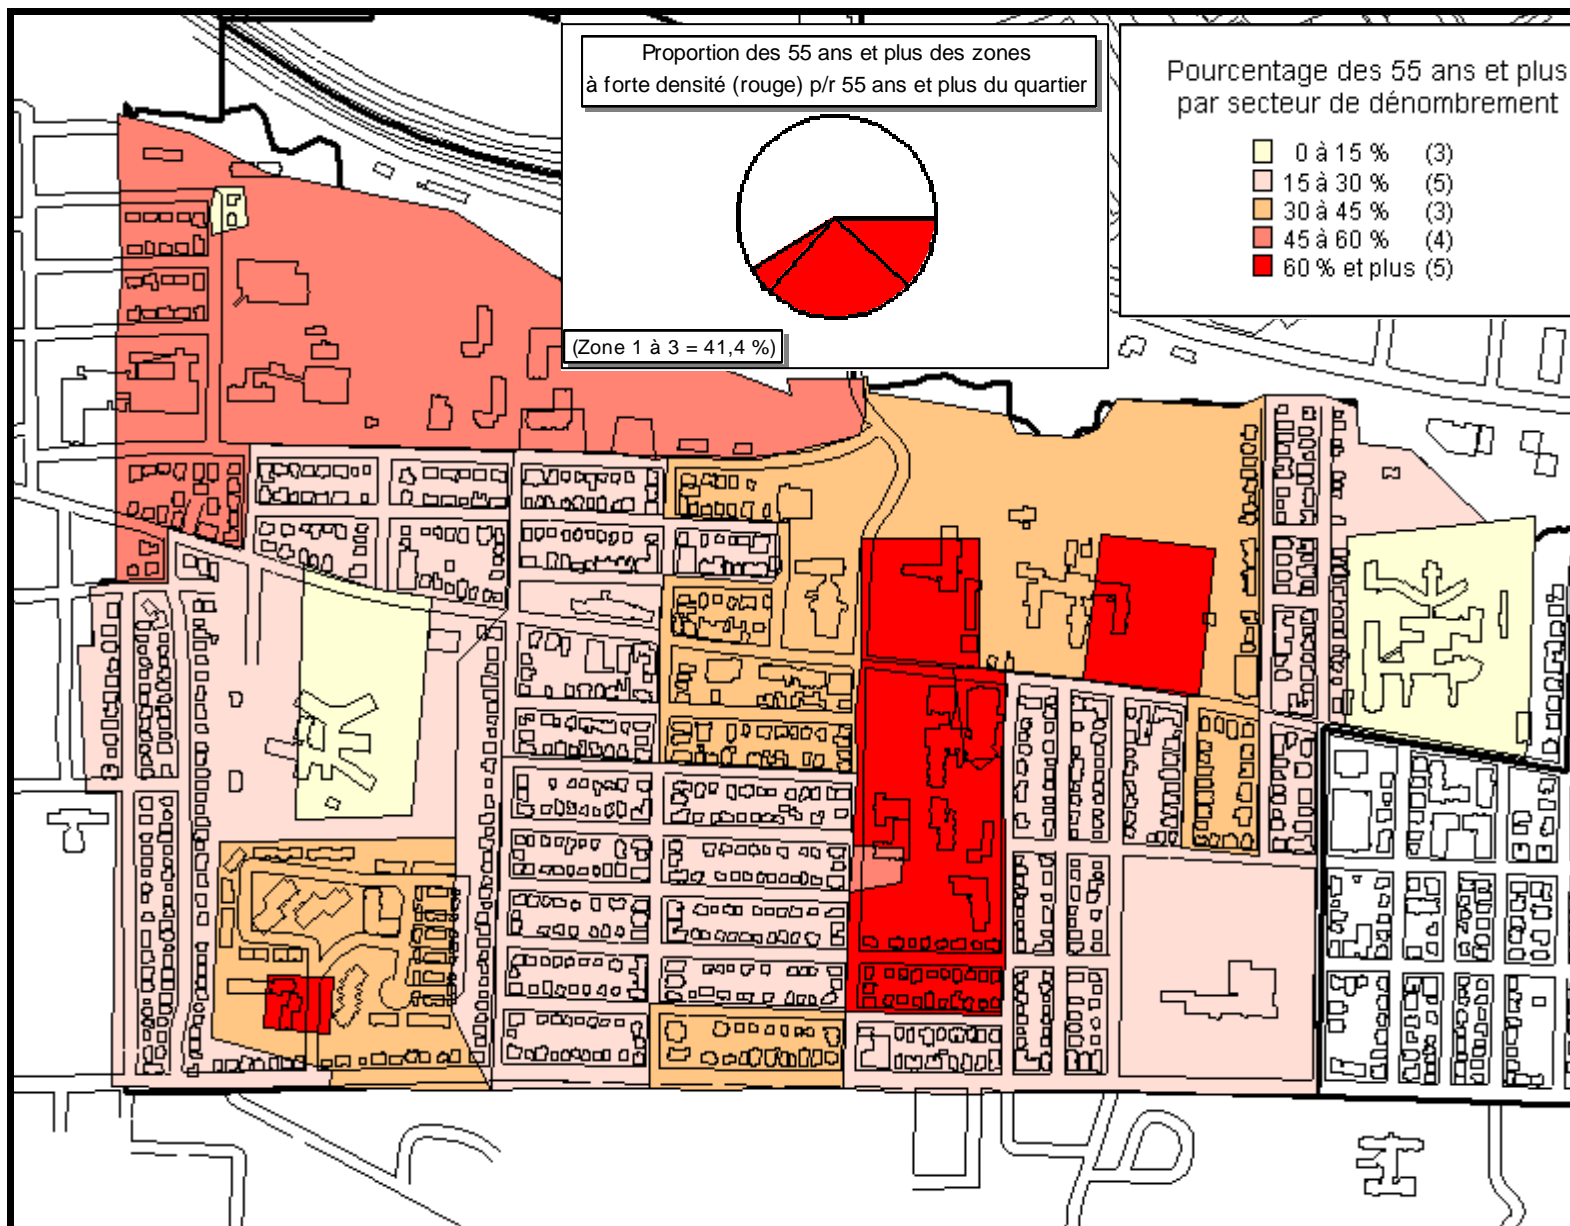 Proportion des 55 ans et plus des zones
à forte densité (rouge) p/r 55 ans et plus du quartier
(Zone 1 à 3 = 41,4 %)
Pourcentage des 55 ans et plus
par secteur de dénombrement
0 à 15 % (3)
15 à 30 % (5)
30 à 45 % (3)
45 à 60 % (4)
60 % et plus (5)